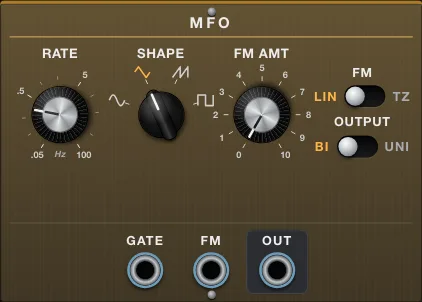 MFO
RATE SHAPE FM AMT
.5 5
.05 Hz 100
0 1 2 3 4 5 6 7 8 9 10
FM
LIN TZ
OUTPUT
BI UNI
GATE FM OUT